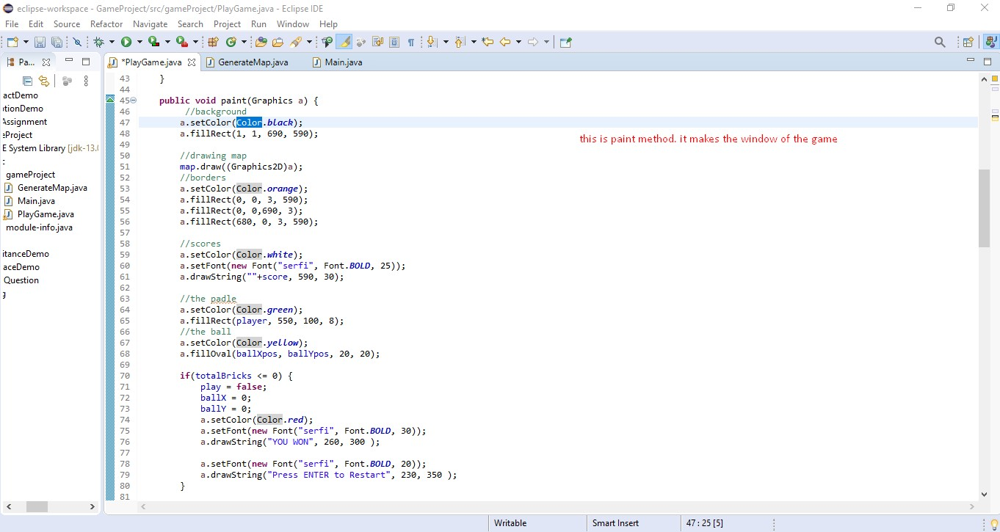 eclipse-workspace - GameProject/src/gameProject/PlayGame.java - Eclipse IDE
File Edit Source Refactor Navigate Search Project Run Window Help
Pa... *PlayGame.java GenerateMap.java Main.java
actDemo
otionDemo
Assignment
eProject
E System Library [jdk-13.0
gameProject
GenerateMap.java
Main.java
PlayGame.java
module-info.java
itanceDemo
aceDemo
Question
g
43 }
44
45 public void paint(Graphics a) {
46 //background
47 a.setColor(Color.black);
48 a.fillRect(1, 1, 690, 590);
this is paint method. it makes the window of the game
49
50 //drawing map
51 map.draw((Graphics2D)a);
52 //borders
53 a.setColor(Color.orange);
54 a.fillRect(0, 0, 3, 590);
55 a.fillRect(0, 0,690, 3);
56 a.fillRect(680, 0, 3, 590);
57
58 //scores
59 a.setColor(Color.white);
60 a.setFont(new Font("serfi", Font.BOLD, 25));
61 a.drawString(""+score, 590, 30);
62
63 //the padle
64 a.setColor(Color.green);
65 a.fillRect(player, 550, 100, 8);
66 //the ball
67 a.setColor(Color.yellow);
68 a.fillOval(ballXpos, ballYpos, 20, 20);
69
70 if(totalBricks <= 0) {
71 play = false;
72 ballX = 0;
73 ballY = 0;
74 a.setColor(Color.red);
75 a.setFont(new Font("serfi", Font.BOLD, 30));
76 a.drawString("YOU WON", 260, 300 );
77
78 a.setFont(new Font("serfi", Font.BOLD, 20));
79 a.drawString("Press ENTER to Restart", 230, 350 );
80 }
81
Writable Smart Insert 47 : 25 [5]